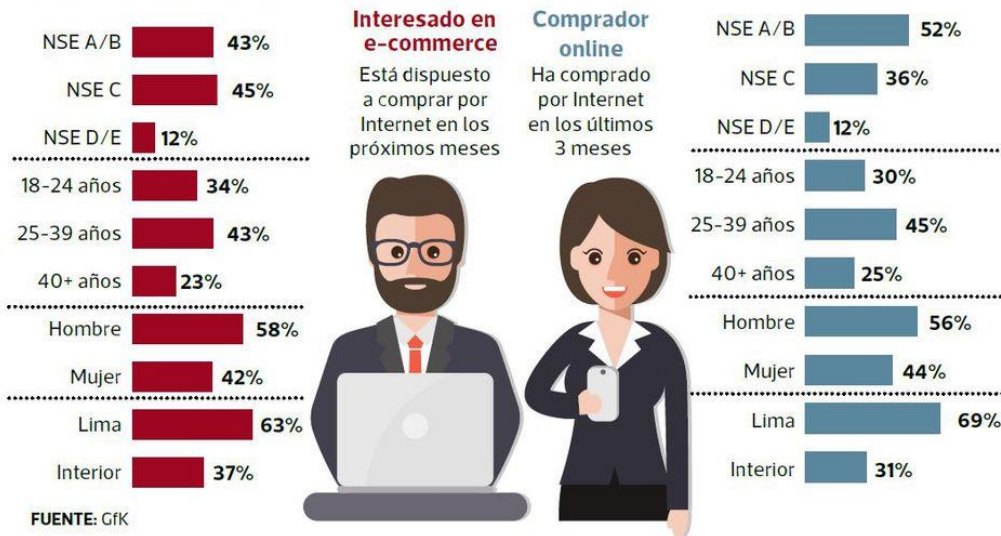 NSE A/B 43%
NSE C 45%
NSE D/E 12%
18-24 años 34%
25-39 años 43%
40+ años 23%
Hombre 58%
Mujer 42%
Lima 63%
Interior 37%
FUENTE: GfK
Interesado en
e-commerce
Está dispuesto
a comprar por
Internet en los
próximos meses
Comprador
online
Ha comprado
por Internet
en los últimos
3 meses
NSE A/B 52%
NSE C 36%
NSE D/E 12%
18-24 años 30%
25-39 años 45%
40+ años 25%
Hombre 56%
Mujer 44%
Lima 69%
Interior 31%